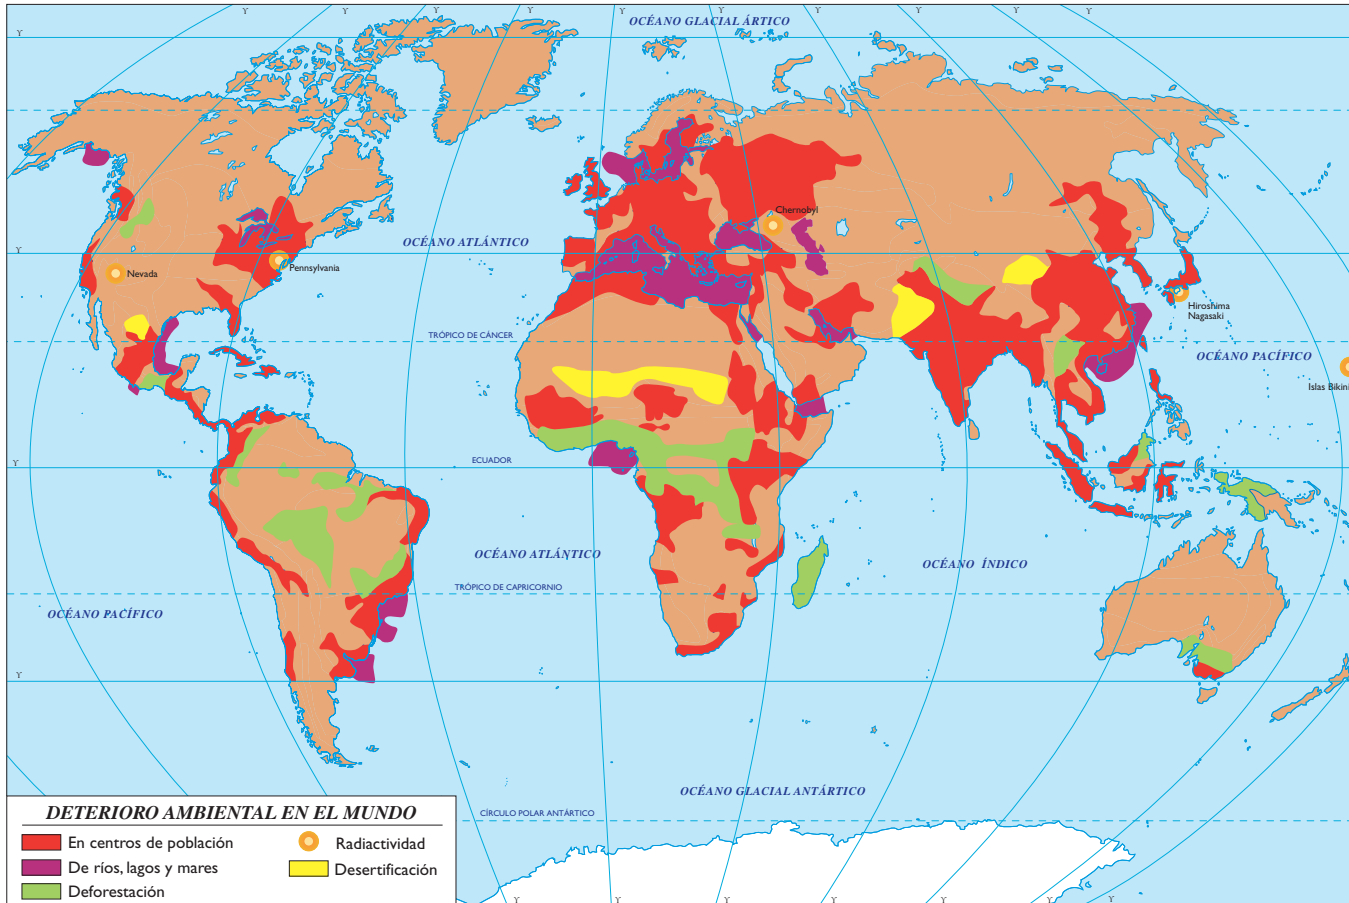 OCÉANO GLACIAL ÁRTICO
OCÉANO ATLÁNTICO
Chernobyl
Nevada
Pennsylvania
Hiroshima
Nagasaki
TRÓPICO DE CÁNCER
OCÉANO PACÍFICO
Islas Bikini
ECUADOR
OCÉANO ATLÁNTICO
OCÉANO ÍNDICO
TRÓPICO DE CAPRICORNIO
OCÉANO PACÍFICO
OCÉANO GLACIAL ANTÁRTICO
CÍRCULO POLAR ANTÁRTICO
DETERIORO AMBIENTAL EN EL MUNDO
En centros de población
De ríos, lagos y mares
Deforestación
Radiactividad
Desertificación